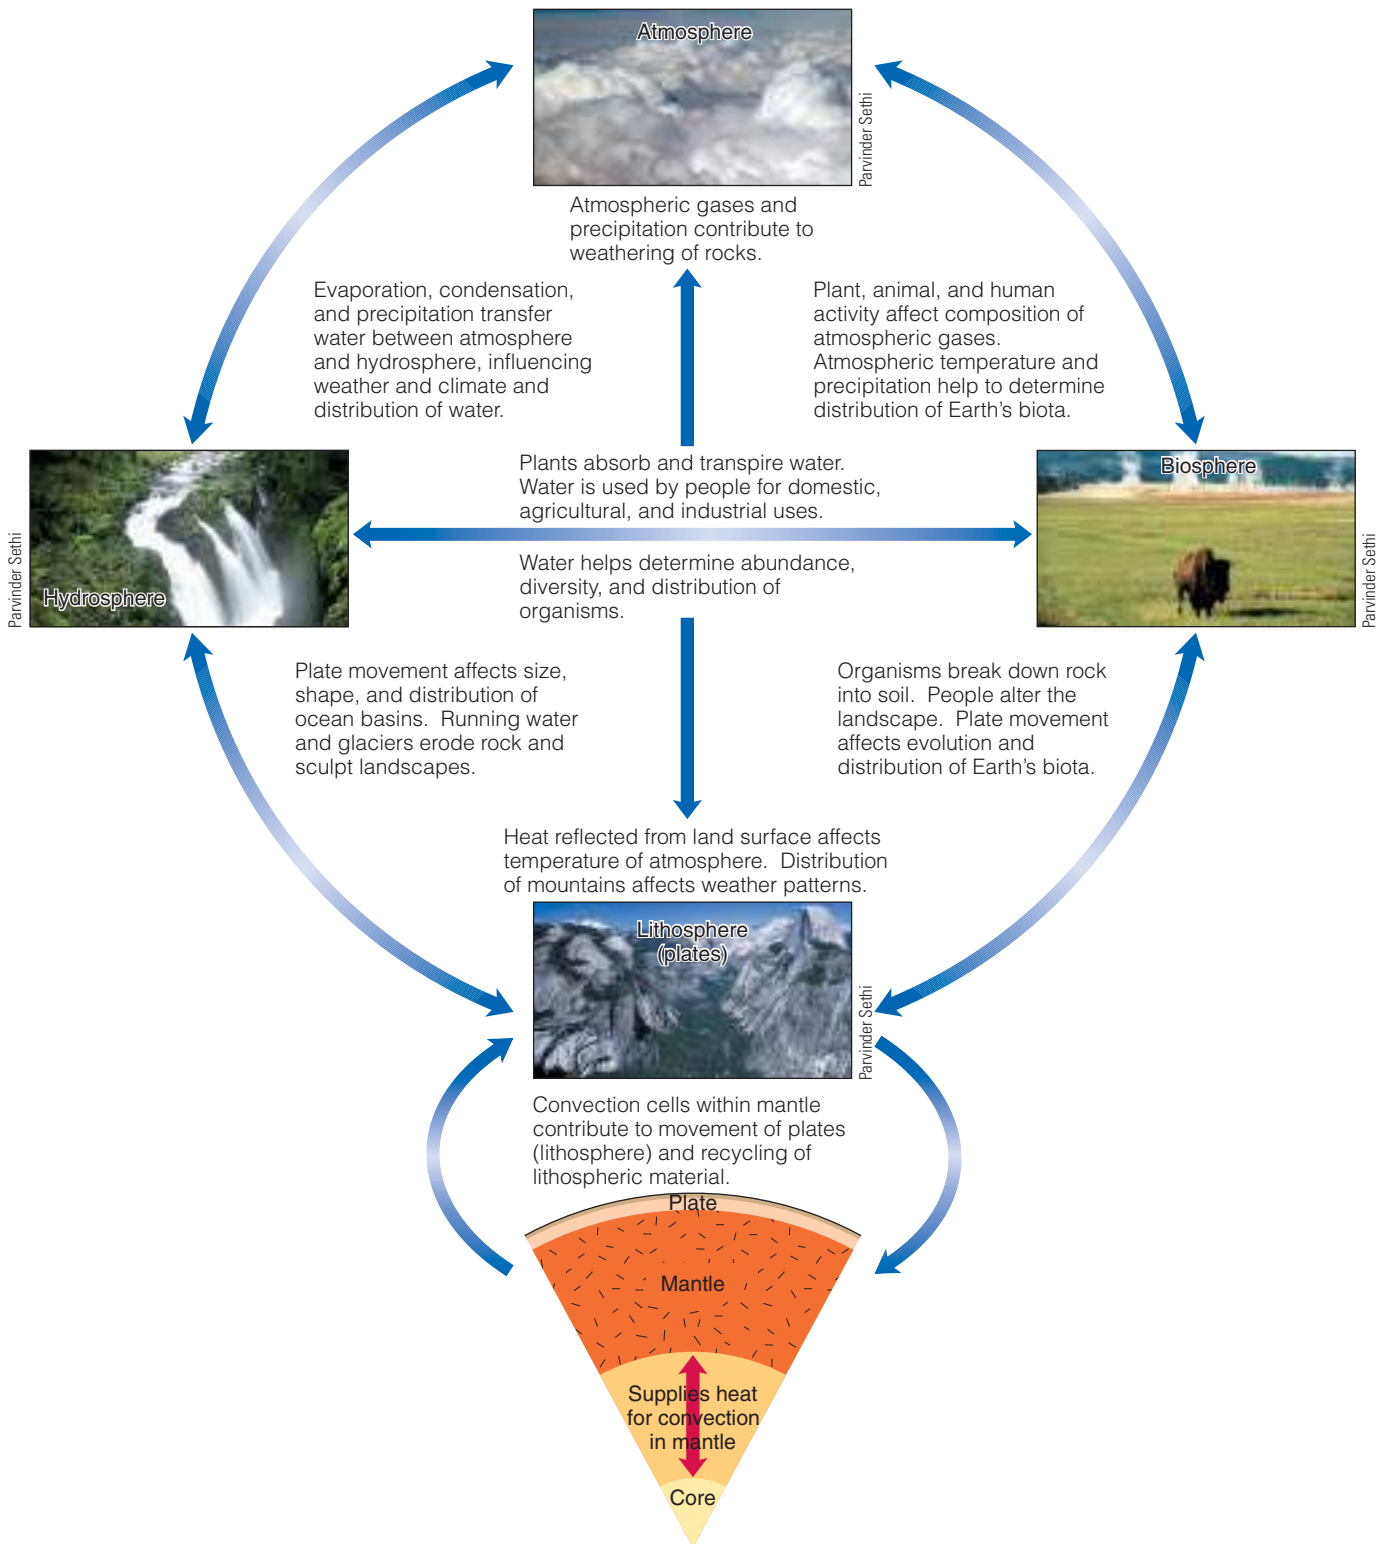 Atmosphere
Parvinder Sethi
Atmospheric gases and
precipitation contribute to
weathering of rocks.
Evaporation, condensation,
and precipitation transfer
water between atmosphere
and hydrosphere, influencing
weather and climate and
distribution of water.
Plant, animal, and human
activity affect composition of
atmospheric gases.
Atmospheric temperature and
precipitation help to determine
distribution of Earth's biota.
Parvinder Sethi
Hydrosphere
Plants absorb and transpire water.
Water is used by people for domestic,
agricultural, and industrial uses.
Water helps determine abundance,
diversity, and distribution of
organisms.
Biosphere
Parvinder Sethi
Plate movement affects size,
shape, and distribution of
ocean basins. Running water
and glaciers erode rock and
sculpt landscapes.
Organisms break down rock
into soil. People alter the
landscape. Plate movement
affects evolution and
distribution of Earth's biota.
Heat reflected from land surface affects
temperature of atmosphere. Distribution
of mountains affects weather patterns.
Lithosphere
(plates)
Parvinder Sethi
Convection cells within mantle
contribute to movement of plates
(lithosphere) and recycling of
lithospheric material.
Plate
Mantle
Supplies heat
for convection
in mantle
Core